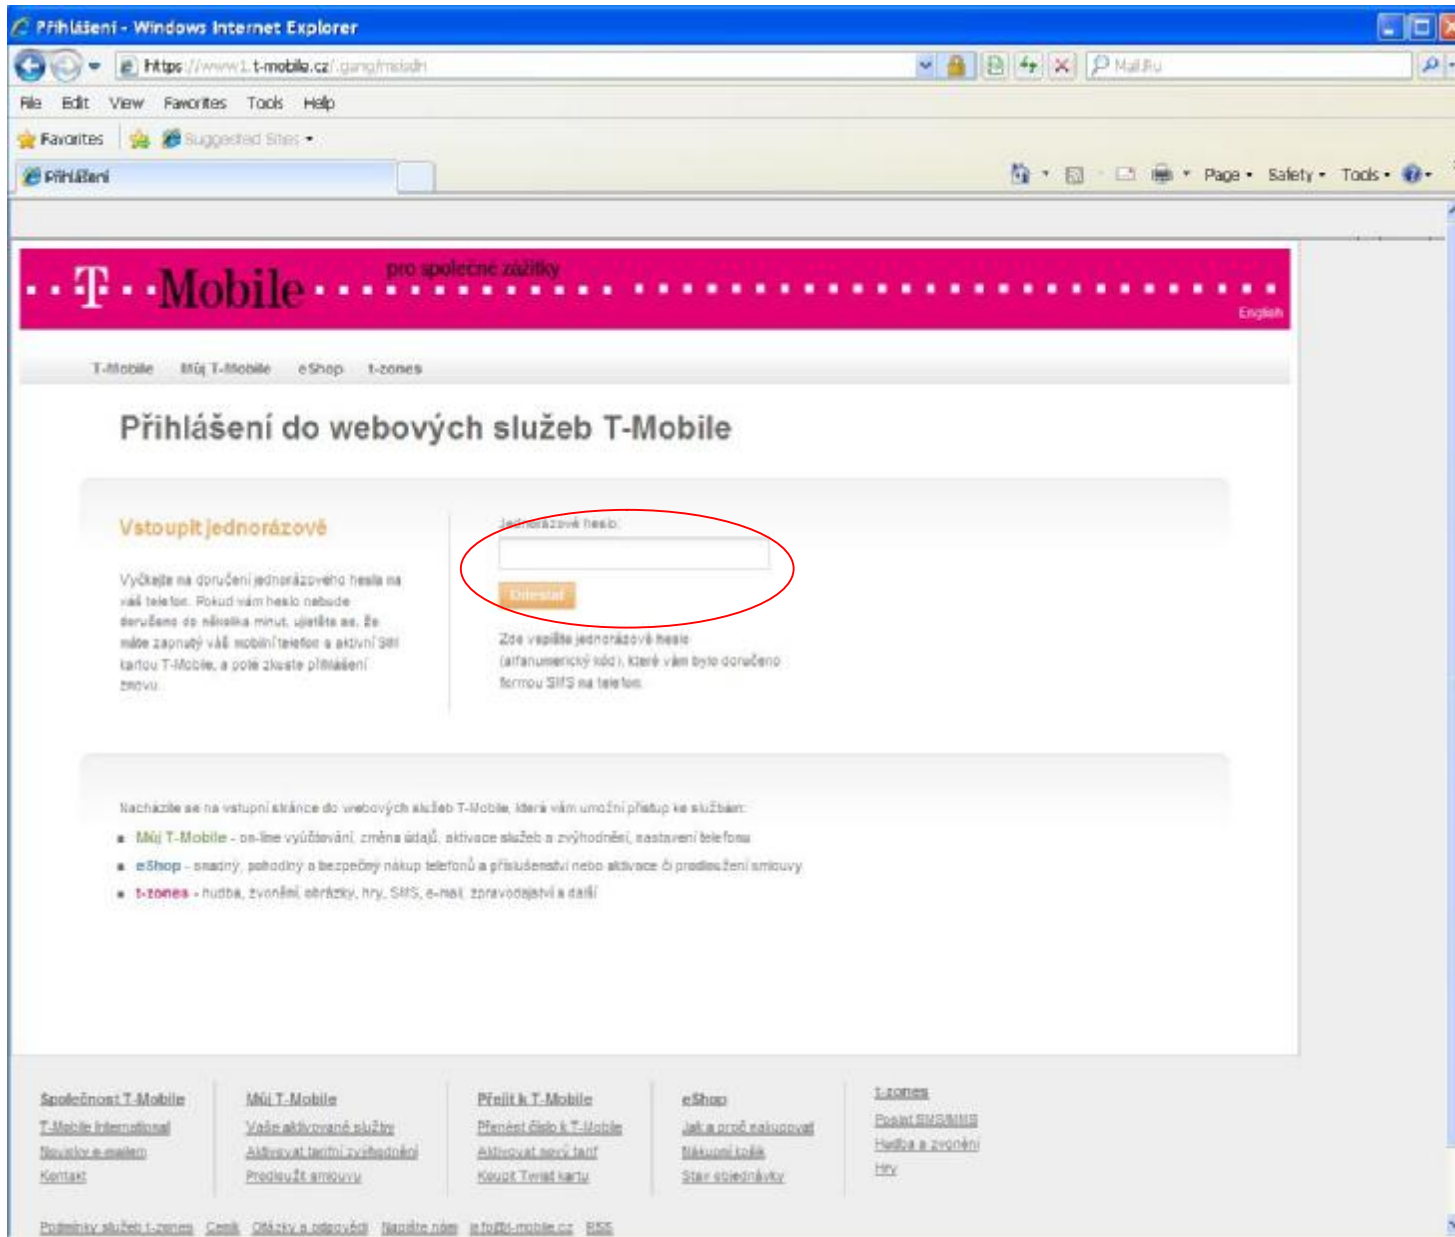 Přihlášení - Windows Internet Explorer
https://www1.t-mobile.cz/.gang/msisdn
Mail.Ru
File Edit View Favorites Tools Help
Favorites Suggested Sites
Přihlášení
Page Safety Tools
T Mobile pro společné zážitky
English
T-Mobile Můj T-Mobile eShop t-zones
Přihlášení do webových služeb T-Mobile
Vstoupit jednorázově
Vyčkejte na doručení jednorázového hesla na
váš telefon. Pokud vám heslo nebude
doručeno do několika minut, ujistěte se, že
máte zapnutý váš mobilní telefon s aktivní SIM
kartou T-Mobile, a poté zkuste přihlášení
znovu.
Jednorázové heslo:
Odeslat
Zde vepište jednorázové heslo
(alfanumerický kód), které vám bylo doručeno
formou SMS na telefon.
Nacházíte se na vstupní stránce do webových služeb T-Mobile, která vám umožní přístup ke službám:
Můj T-Mobile - on-line vyúčtování, změna údajů, aktivace služeb a zvýhodnění, nastavení telefonu
eShop - snadný, pohodlný a bezpečný nákup telefonů a příslušenství nebo aktivace či prodloužení smlouvy
t-zones - hudba, zvonění, obrázky, hry, SMS, e-mail, zpravodajství a další
Společnost T-Mobile
T-Mobile International
Novinky e-mailem
Kontakt
Můj T-Mobile
Vaše aktivované služby
Aktivovat tarifní zvýhodnění
Prodloužit smlouvu
Přejít k T-Mobile
Přenést číslo k T-Mobile
Aktivovat nový tarif
Koupit Twist kartu
eShop
Jak a proč nakupovat
Nákupní košík
Stav objednávky
t-zones
Poslat SMS/MMS
Hudba a zvonění
Hry
Podmínky služeb t-zones Ceník Otázky a odpovědi Napište nám info@t-mobile.cz RSS